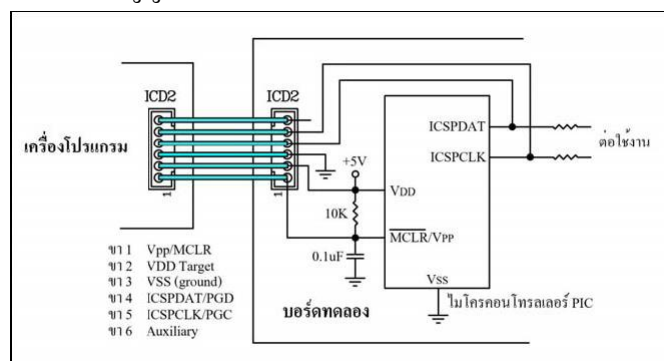 ICD2
ICD2
เครื่องโปรแกรม
1
1
ICSPDAT
ICSPCLK
ต่อใช้งาน
+5V
VDD
10K
MCLR/VPP
0.1uF
VSS
ไมโครคอนโทรลเลอร์ PIC
บอร์ดทดลอง
ขา 1 Vpp/MCLR
ขา 2 VDD Target
ขา 3 VSS (ground)
ขา 4 ICSPDAT/PGD
ขา 5 ICSPCLK/PGC
ขา 6 Auxiliary